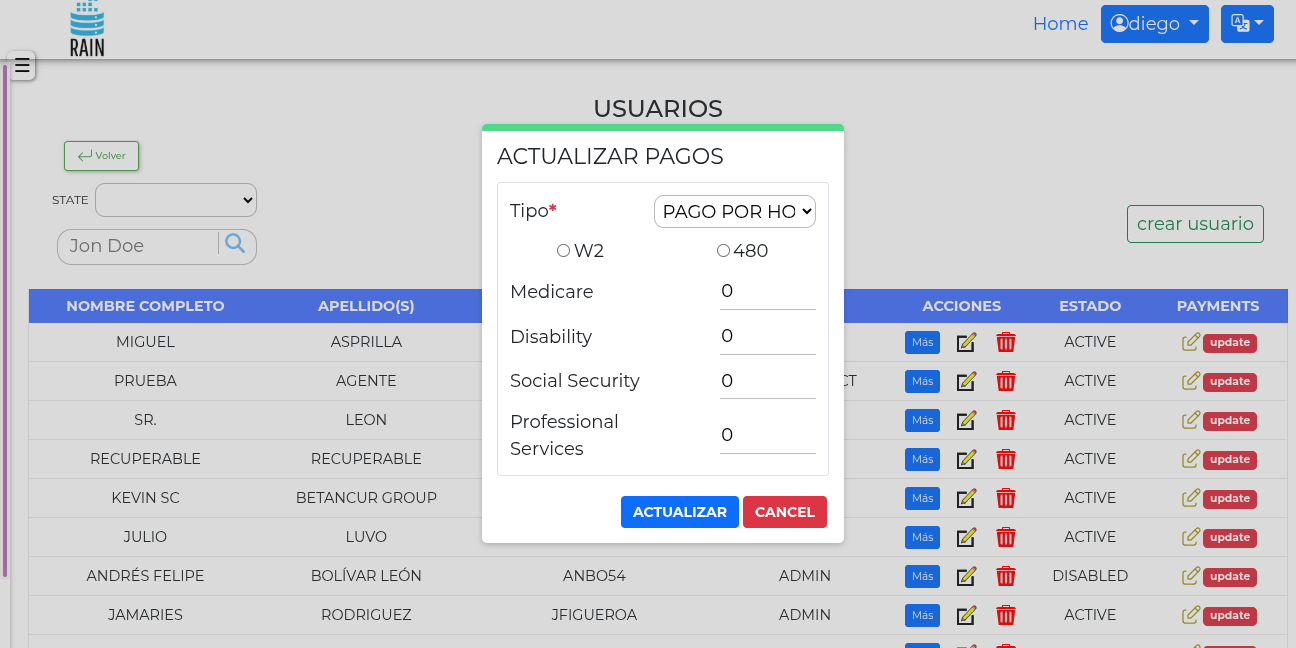 RAIN
Home diego
USUARIOS
Volver
STATE
Jon Doe
crear usuario
ACTUALIZAR PAGOS
Tipo* PAGO POR HO
W2 480
Medicare 0
Disability 0
Social Security 0
Professional
Services 0
ACTUALIZAR CANCEL
NOMBRE COMPLETO APELLIDO(S) ACCIONES ESTADO PAYMENTS
MIGUEL ASPRILLA Más ACTIVE update
PRUEBA AGENTE CT Más ACTIVE update
SR. LEON Más ACTIVE update
RECUPERABLE RECUPERABLE Más ACTIVE update
KEVIN SC BETANCUR GROUP Más ACTIVE update
JULIO LUVO Más ACTIVE update
ANDRÉS FELIPE BOLÍVAR LEÓN ANBO54 ADMIN Más DISABLED update
JAMARIES RODRIGUEZ JFIGUEROA ADMIN Más ACTIVE update